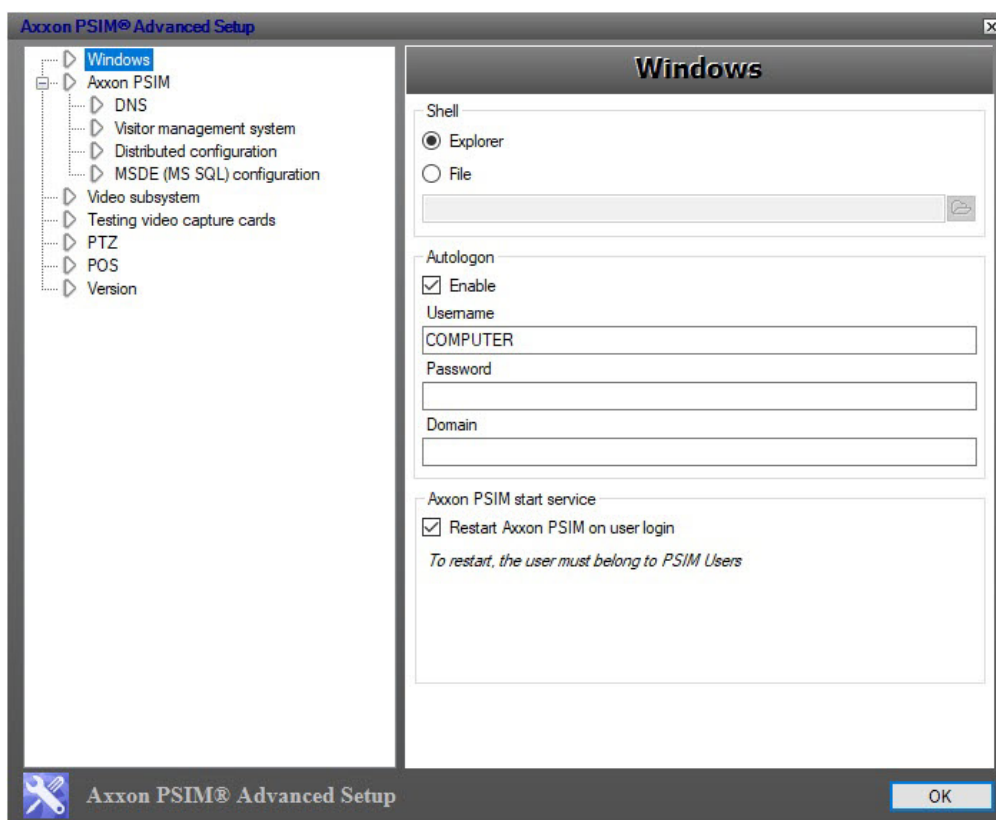 Axxon PSIM® Advanced Setup
Windows
Axxon PSIM
DNS
Visitor management system
Distributed configuration
MSDE (MS SQL) configuration
Video subsystem
Testing video capture cards
PTZ
POS
Version
Windows
Shell
Explorer
File
Autologon
Enable
Username
COMPUTER
Password
Domain
Axxon PSIM start service
Restart Axxon PSIM on user login
To restart, the user must belong to PSIM Users
Axxon PSIM® Advanced Setup
OK